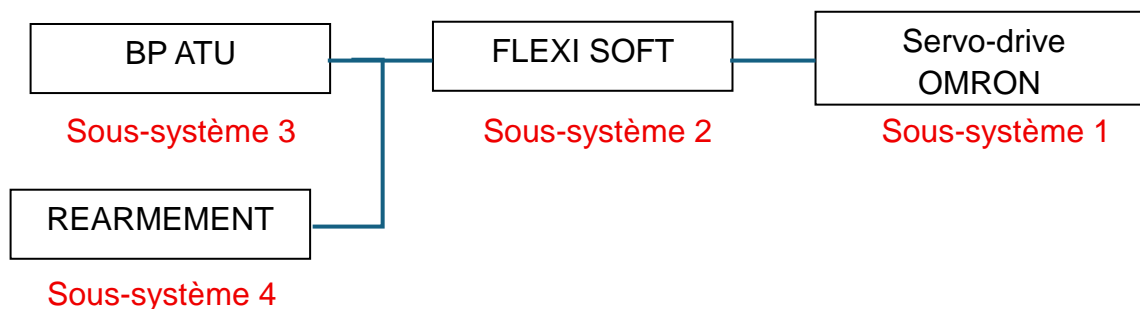 BP ATU
FLEXI SOFT
Servo-drive
OMRON
Sous-système 3
Sous-système 2
Sous-système 1
REARMEMENT
Sous-système 4